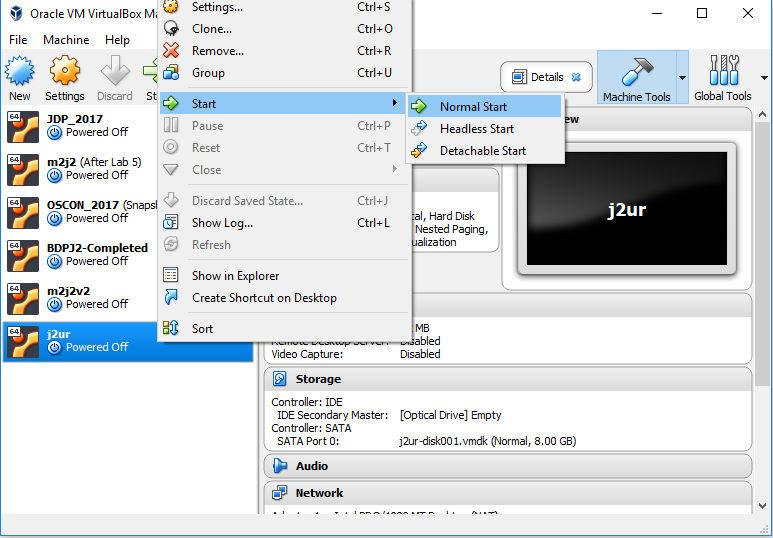 Oracle VM VirtualBox Ma
File Machine Help
New
Settings
Discard
St
Details
Machine Tools
Global Tools
JDP_2017
Powered Off
m2j2 (After Lab 5)
Powered Off
OSCON_2017 (Snapsh
Powered Off
BDPJ2-Completed
Powered Off
m2j2v2
Powered Off
j2ur
Powered Off
Settings... Ctrl+S
Clone... Ctrl+O
Remove... Ctrl+R
Group Ctrl+U
Start
Pause Ctrl+P
Reset Ctrl+T
Close
Discard Saved State... Ctrl+J
Show Log... Ctrl+L
Refresh
Show in Explorer
Create Shortcut on Desktop
Sort
Normal Start
Headless Start
Detachable Start
ew
j2ur
cal, Hard Disk
Nested Paging,
ualization
MB
Remote Desktop Server: Disabled
Video Capture: Disabled
Storage
Controller: IDE
IDE Secondary Master: [Optical Drive] Empty
Controller: SATA
SATA Port 0: j2ur-disk001.vmdk (Normal, 8.00 GB)
Audio
Network